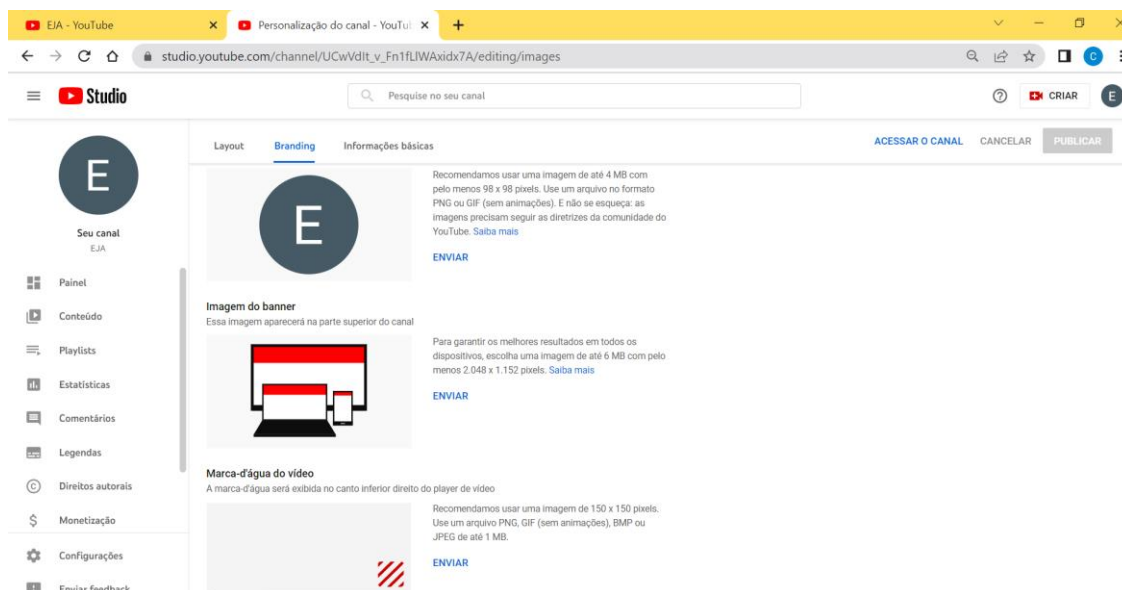 EJA - YouTube
Personalização do canal - YouTu
studio.youtube.com/channel/UCwVdIt_v_Fn1fLIWAxidx7A/editing/images
C
Studio
Pesquise no seu canal
CRIAR
E
E
Seu canal
EJA
Painel
Conteúdo
Playlists
Estatísticas
Comentários
Legendas
Direitos autorais
Monetização
Configurações
Enviar feedback
Layout
Branding
Informações básicas
ACESSAR O CANAL
CANCELAR
PUBLICAR
E
Recomendamos usar uma imagem de até 4 MB com
pelo menos 98 x 98 pixels. Use um arquivo no formato
PNG ou GIF (sem animações). E não se esqueça: as
imagens precisam seguir as diretrizes da comunidade do
YouTube. Saiba mais
ENVIAR
Imagem do banner
Essa imagem aparecerá na parte superior do canal
Para garantir os melhores resultados em todos os
dispositivos, escolha uma imagem de até 6 MB com pelo
menos 2.048 x 1.152 pixels. Saiba mais
ENVIAR
Marca-d'água do vídeo
A marca-d'água será exibida no canto inferior direito do player de vídeo
Recomendamos usar uma imagem de 150 x 150 pixels.
Use um arquivo PNG, GIF (sem animações), BMP ou
JPEG de até 1 MB.
ENVIAR